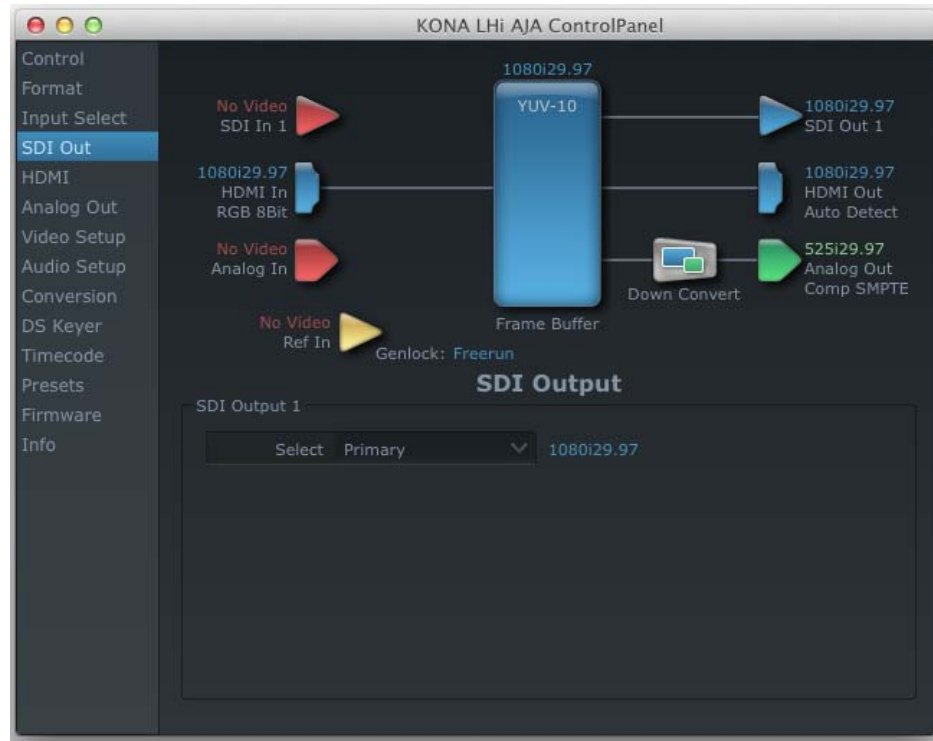 KONA LHi AJA ControlPanel
Control
Format
Input Select
SDI Out
HDMI
Analog Out
Video Setup
Audio Setup
Conversion
DS Keyer
Timecode
Presets
Firmware
Info
1080i29.97
YUV-10
No Video
SDI In 1
1080i29.97
SDI Out 1
1080i29.97
HDMI In
RGB 8Bit
1080i29.97
HDMI Out
Auto Detect
No Video
Analog In
Down Convert
525i29.97
Analog Out
Comp SMPTE
No Video
Ref In
Frame Buffer
Genlock: Freerun
SDI Output
SDI Output 1
Select Primary 1080i29.97